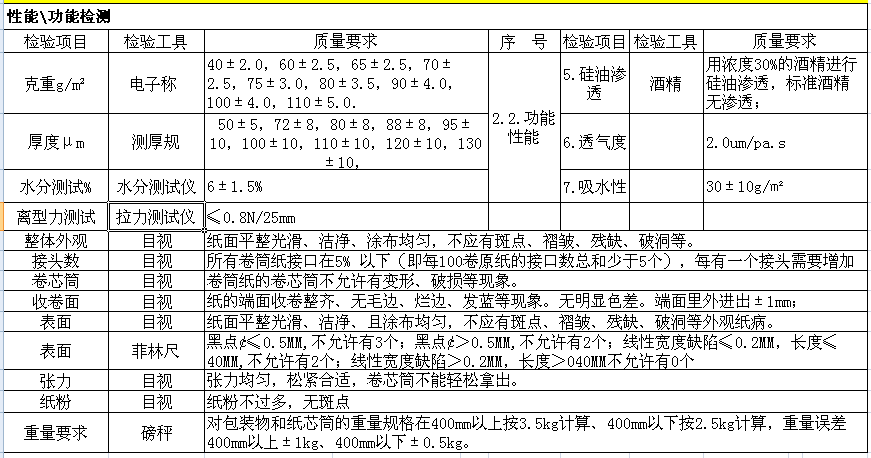 性能\功能检测
检验项目 检验工具 质量要求 序 号 检验项目 检验工具 质量要求
克重g/㎡ 电子称 40±2.0, 60±2.5, 65±2.5, 70±
2.5, 75±3.0, 80±3.5, 90±4.0,
100±4.0, 110±5.0.
2.2.功能
性能
5.硅油渗
透
酒精
用浓度30%的酒精进行
硅油渗透，标准酒精
无渗透；
厚度μm 测厚规 50±5, 72±8, 80±8, 88±8, 95±
10, 100±10, 110±10, 120±10, 130
±10,
6.透气度 2.0um/pa.s
水分测试% 水分测试仪 6±1.5% 7.吸水性 30±10g/㎡
离型力测试 拉力测试仪 ≤0.8N/25mm
整体外观 目视 纸面平整光滑、洁净、涂布均匀，不应有斑点、褶皱、残缺、破洞等。
接头数 目视 所有卷筒纸接口在5% 以下（即每100卷原纸的接口数总和少于5个），每有一个接头需要增加
卷芯筒 目视 卷筒纸的卷芯筒不允许有变形、破损等现象。
收卷面 目视 纸的端面收卷整齐、无毛边、烂边、发蓝等现象。无明显色差。端面里外进出±1mm；
表面 目视 纸面平整光滑、洁净、且涂布均匀，不应有斑点、褶皱、残缺、破洞等外观纸病。
表面 菲林尺 黑点¢≤0.5MM,不允许有3个；黑点¢＞0.5MM,不允许有2个；线性宽度缺陷≤0.2MM，长度≤
40MM,不允许有2个；线性宽度缺陷＞0.2MM，长度＞040MM不允许有0个
张力 目视 张力均匀，松紧合适，卷芯筒不能轻松拿出。
纸粉 目视 纸粉不过多，无斑点
重量要求 磅秤 对包装物和纸芯筒的重量规格在400mm以上按3.5kg计算、400mm以下按2.5kg计算，重量误差
400mm以上±1kg、400mm以下±0.5kg。